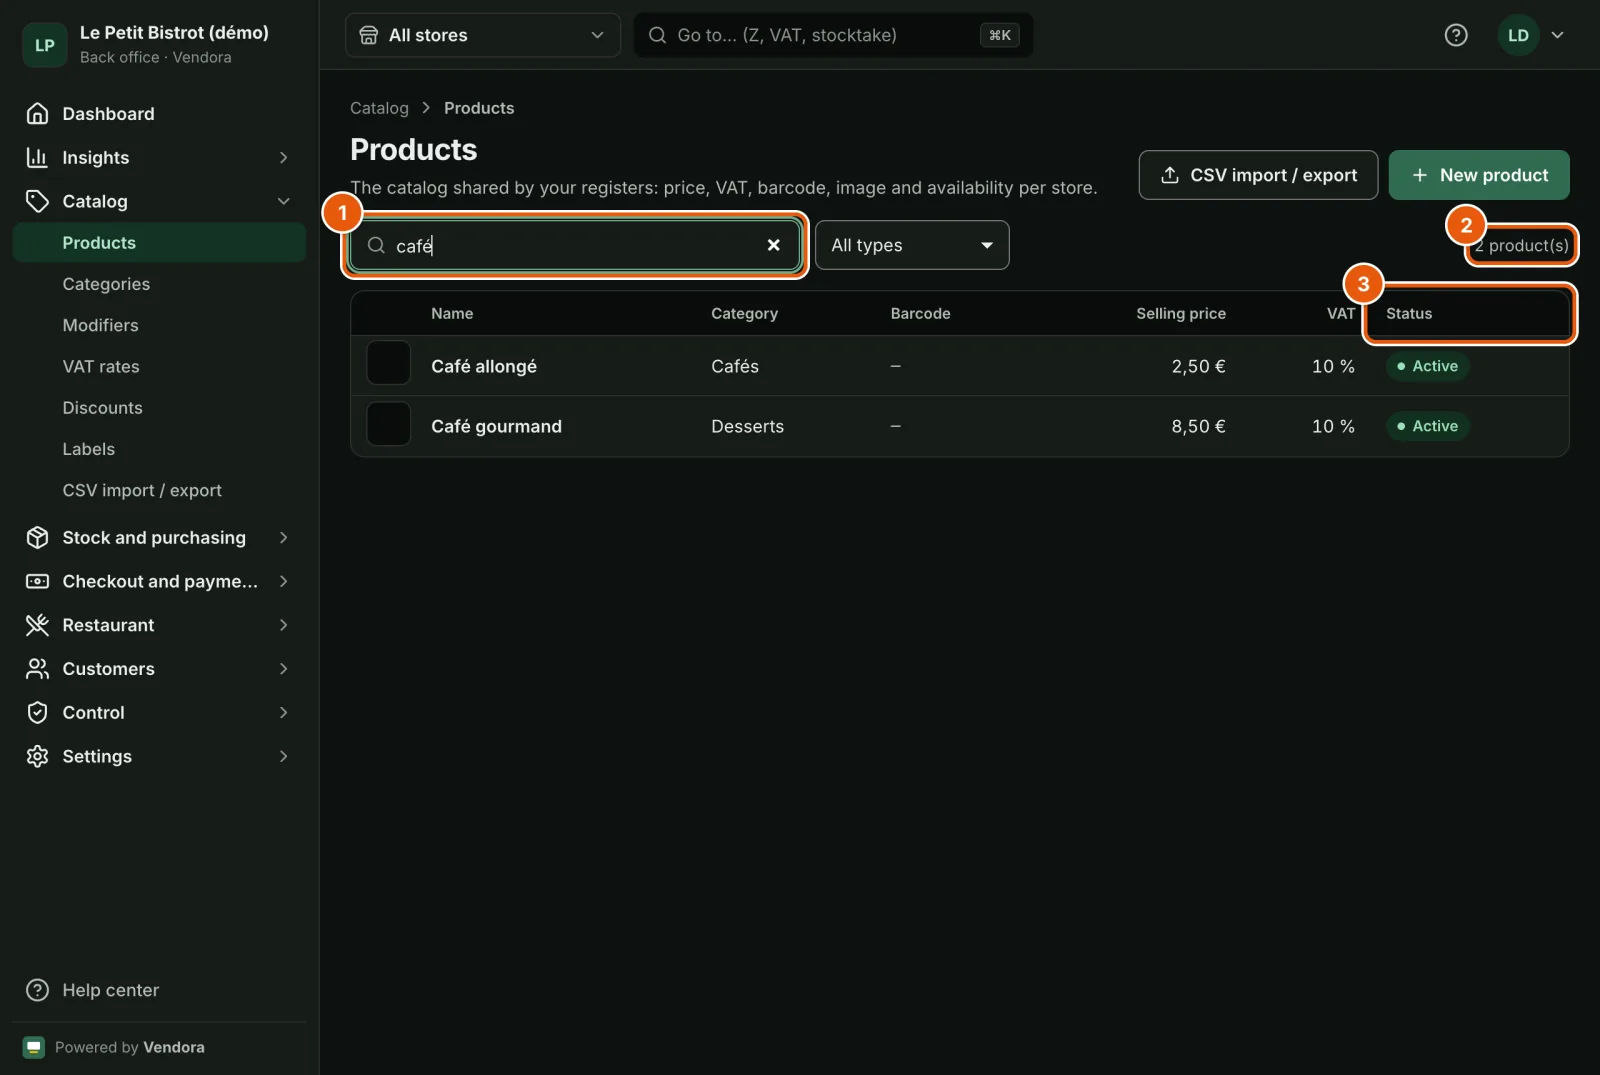 LP
Le Petit Bistrot (démo)
Back office · Vendora
All stores
Go to... (Z, VAT, stocktake)
⌘K
LD
Dashboard
Insights
Catalog
Products
Categories
Modifiers
VAT rates
Discounts
Labels
CSV import / export
Stock and purchasing
Checkout and payme...
Restaurant
Customers
Control
Settings
Help center
Powered by Vendora
Catalog > Products
Products
The catalog shared by your registers: price, VAT, barcode, image and availability per store.
CSV import / export
+ New product
1
café
All types
2
2 product(s)
3
Name Category Barcode Selling price VAT Status
Café allongé Cafés – 2,50 € 10 % Active
Café gourmand Desserts – 8,50 € 10 % Active